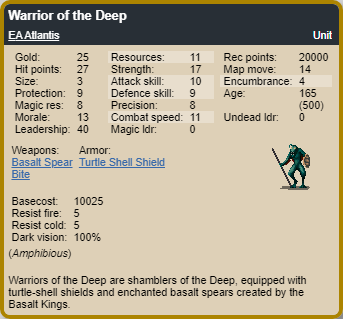 Warrior of the Deep
EA Atlantis Unit
Gold: 25 Resources: 11 Rec points: 20000
Hit points: 27 Strength: 17 Map move: 14
Size: 3 Attack skill: 10 Encumbrance: 4
Protection: 9 Defence skill: 9 Age: 165
Magic res: 8 Precision: 8 (500)
Morale: 13 Combat speed: 11 Undead ldr: 0
Leadership: 40 Magic ldr: 0
Weapons: Armor:
Basalt Spear Turtle Shell Shield
Bite
Basecost: 10025
Resist fire: 5
Resist cold: 5
Dark vision: 100%
(Amphibious)
Warriors of the Deep are shamblers of the Deep, equipped with
turtle-shell shields and enchanted basalt spears created by the
Basalt Kings.